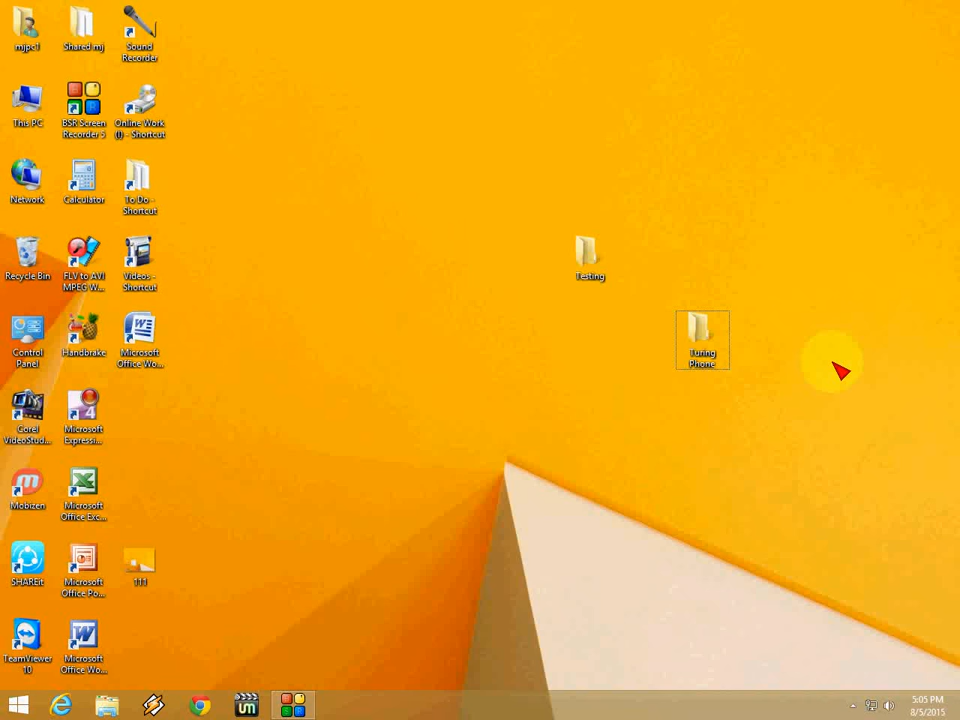 mjpc1
Shared mj
Sound
Recorder
This PC
BSR Screen
Recorder 5
Online Work
(I) - Shortcut
Network
Calculator
To Do -
Shortcut
Recycle Bin
FLV to AVI
MPEG W...
Videos -
Shortcut
Control
Panel
Handbrake
Microsoft
Office Wo...
Corel
VideoStud...
Microsoft
Expressi...
Mobizen
Microsoft
Office Exc...
SHAREit
Microsoft
Office Po...
111
TeamViewer
10
Microsoft
Office Wo...
Testing
Turing
Phone
5:05 PM
8/5/2015